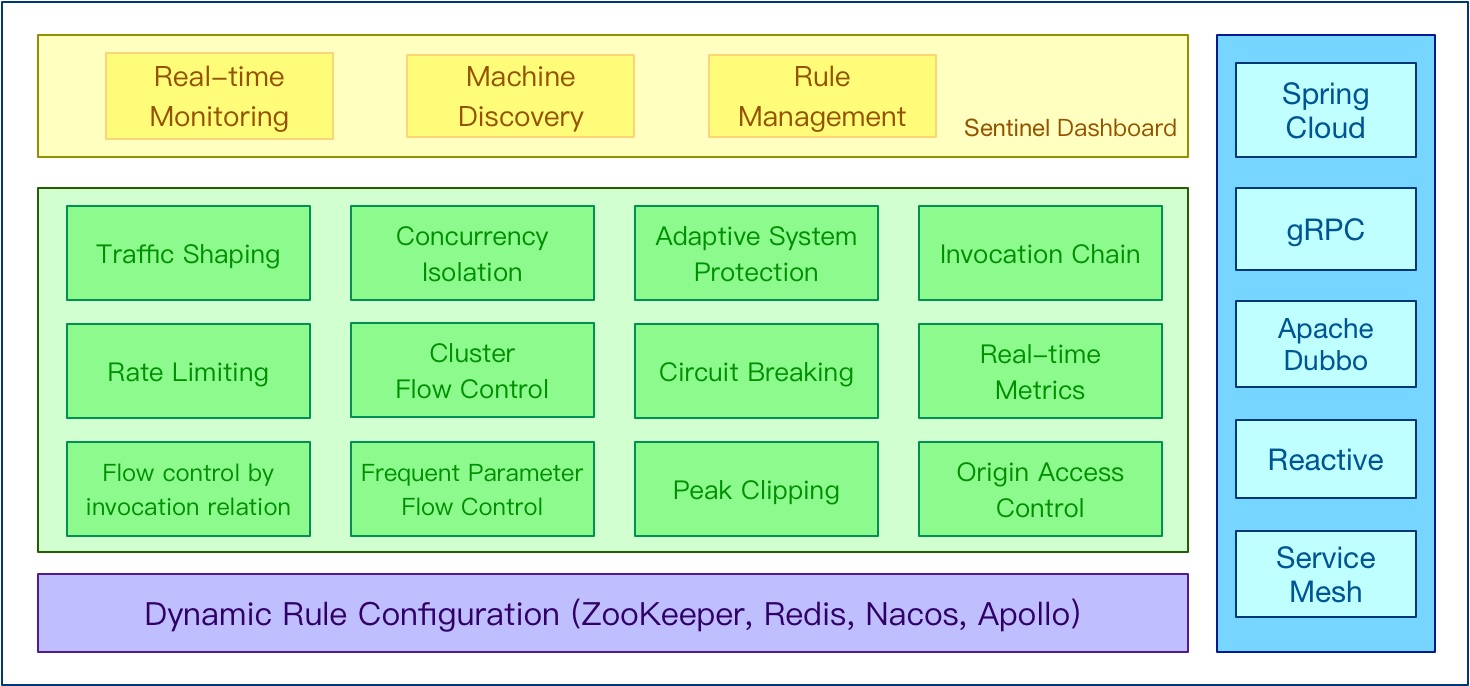 Real–time
Monitoring
Machine
Discovery
Rule
Management
Sentinel Dashboard
Traffic Shaping
Concurrency
Isolation
Adaptive System
Protection
Invocation Chain
Rate Limiting
Cluster
Flow Control
Circuit Breaking
Real–time
Metrics
Flow control by
invocation relation
Frequent Parameter
Flow Control
Peak Clipping
Origin Access
Control
Dynamic Rule Configuration (ZooKeeper, Redis, Nacos, Apollo)
Spring
Cloud
gRPC
Apache
Dubbo
Reactive
Service
Mesh